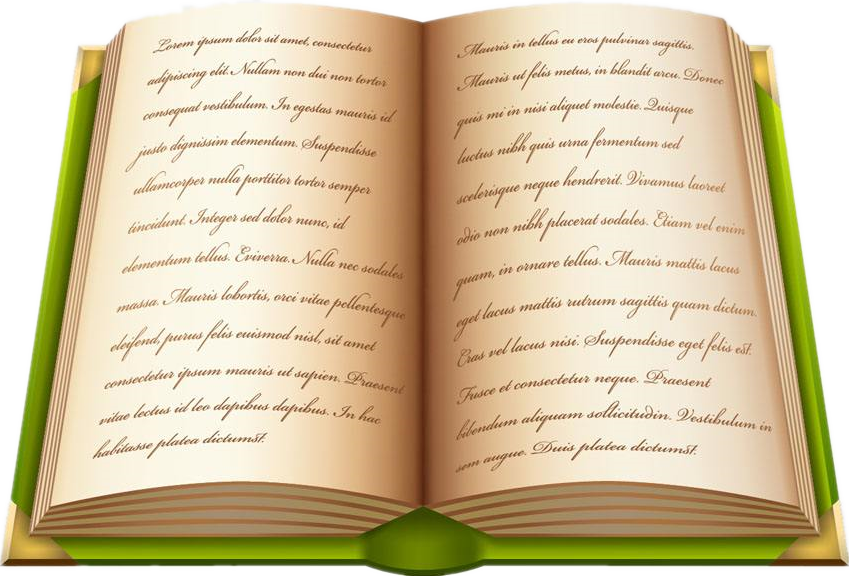 Lorem ipsum dolor sit amet, consectetur
adipiscing elit. Nullam non dui non tortor
consequat vestibulum. In egestas mauris id
justo dignissim elementum. Suspendisse
ullamcorper nulla porttitor tortor semper
tincidunt. Integer sed dolor nunc, id
elementum tellus. Eviverra. Nulla nec sodales
massa. Mauris lobortis, orci vitae pellentesque
eleifend, purus felis euismod nisl, sit amet
consectetur ipsum mauris ut sapien. Praesent
vitae lectus id leo dapibus dapibus. In hac
habitasse platea dictumst.
Mauris in tellus eu eros pulvinar sagittis.
Mauris ut felis metus, in blandit arcu. Donec
quis mi in nisi aliquet molestie. Quisque
luctus nibh quis urna fermentum sed
scelerisque neque hendrerit. Vivamus laoreet
odio non nibh placerat sodales. Etiam vel enim
quam, in ornare tellus. Mauris mattis lacus
eget lacus mattis rutrum sagittis quam dictum.
Cras vel lacus nisi. Suspendisse eget felis est.
Fusce et consectetur neque. Praesent
bibendum aliquam sollicitudin. Vestibulum in
sem augue. Duis platea dictumst.